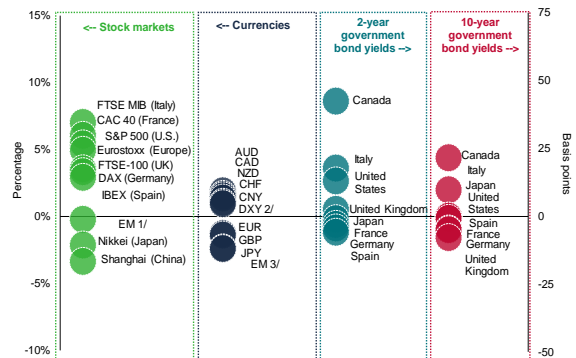 <-- Stock markets
<-- Currencies
2-year
government
bond yields -->
10-year
government
bond yields -->
15%
10%
5%
0%
-5%
-10%
Percentage
FTSE MIB (Italy)
CAC 40 (France)
S&P 500 (U.S.)
Eurostoxx (Europe)
FTSE-100 (UK)
DAX (Germany)
IBEX (Spain)
EM 1/
Nikkei (Japan)
Shanghai (China)
AUD
CAD
NZD
CHF
CNY
DXY 2/
EUR
GBP
JPY
EM 3/
Canada
Italy
United
States
United Kingdom
Japan
France
Germany
Spain
Canada
Italy
Japan
United
States
Spain
France
Germany
United
Kingdom
75
50
25
0
-25
-50
Basis points